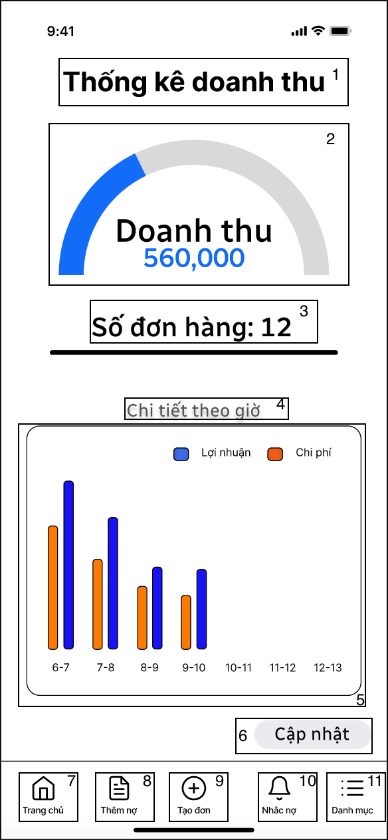 9:41
Thống kê doanh thu 1
2
Doanh thu
560,000
Số đơn hàng: 12 3
Chi tiết theo giờ 4
Lợi nhuận Chi phí
6-7 7-8 8-9 9-10 10-11 11-12 12-13
5
6 Cập nhật
7 8 9 10 11
Trang chủ Thêm nợ Tạo đơn Nhắc nợ Danh mục